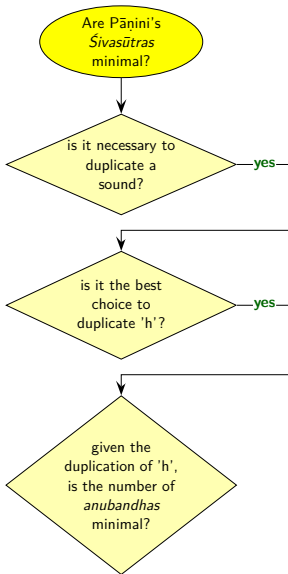 Are Pāṇini's
Śivasūtras
minimal?
is it necessary to
duplicate a
sound?
yes
is it the best
choice to
duplicate 'h'?
yes
given the
duplication of 'h',
is the number of
anubandhas
minimal?